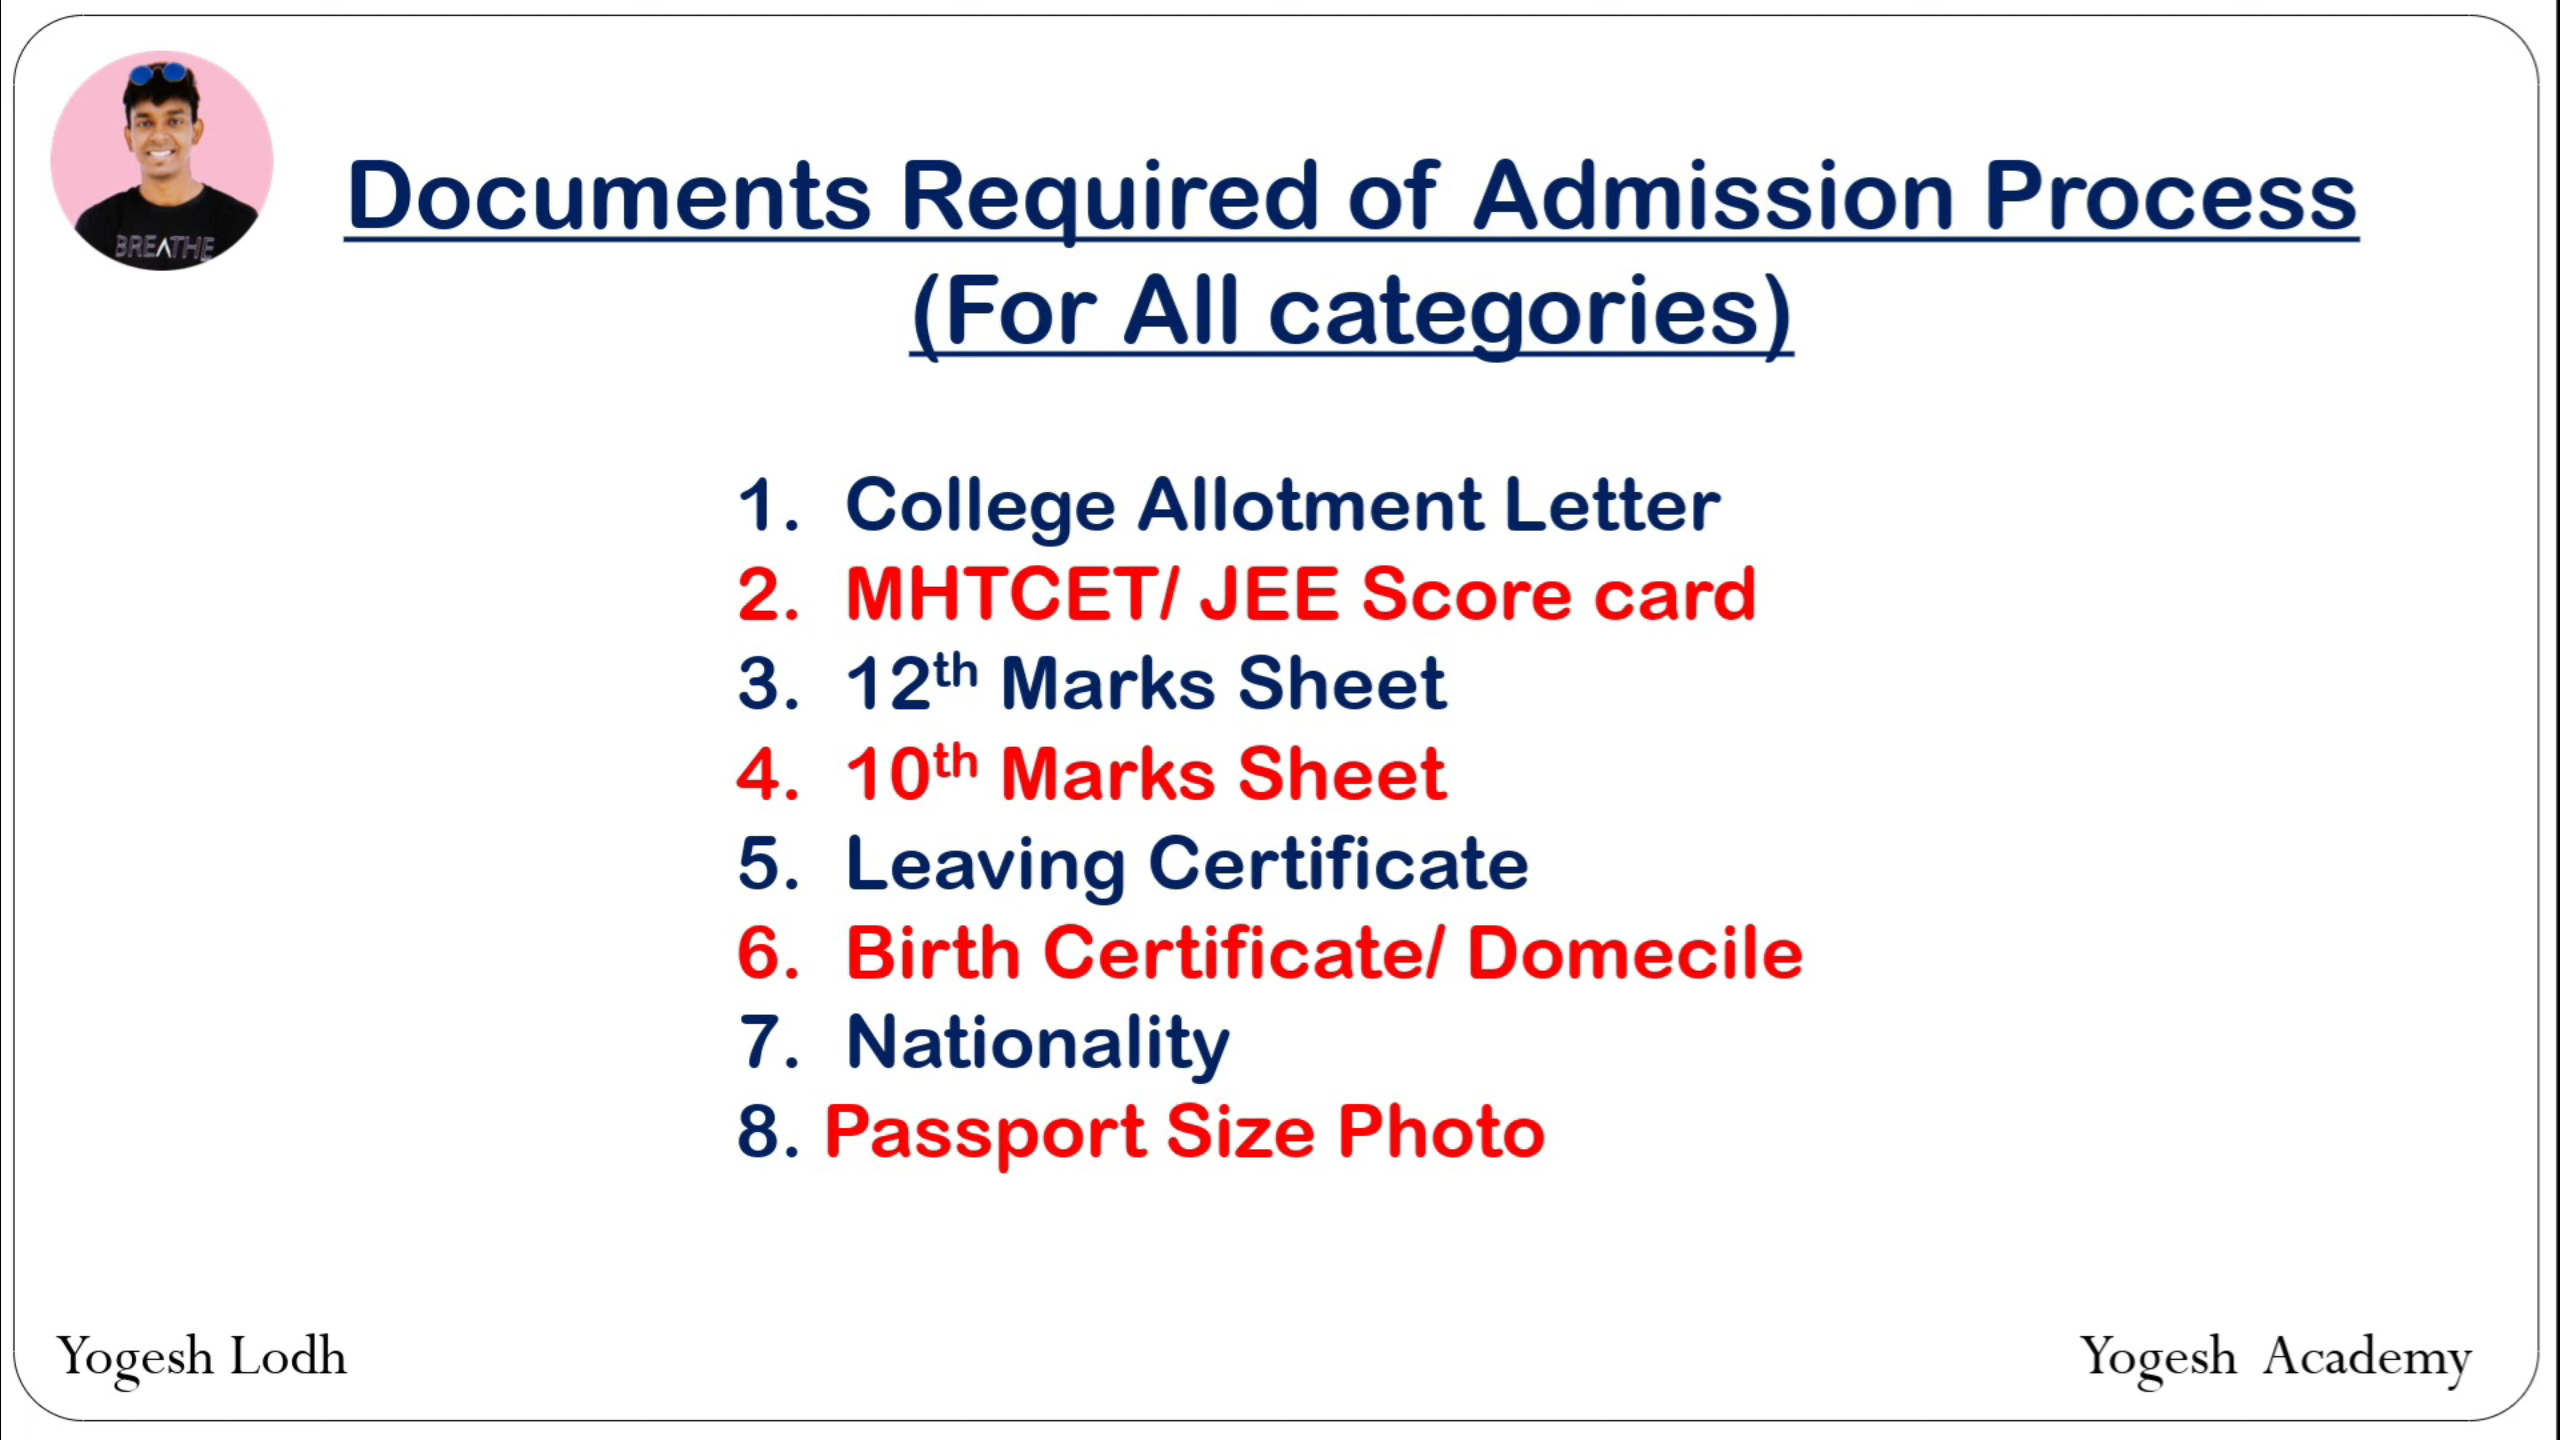 BREATHE
Documents Required of Admission Process
(For All categories)
1. College Allotment Letter
2. MHTCET/ JEE Score card
3. 12th Marks Sheet
4. 10th Marks Sheet
5. Leaving Certificate
6. Birth Certificate/ Domecile
7. Nationality
8. Passport Size Photo
Yogesh Lodh
Yogesh Academy